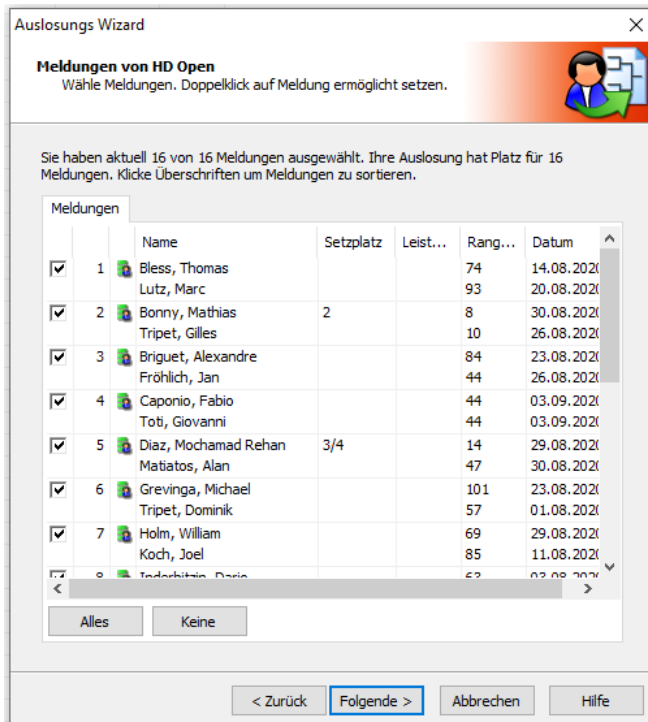 Auslosungs Wizard
Meldungen von HD Open
Wähle Meldungen. Doppelklick auf Meldung ermöglicht setzen.
Sie haben aktuell 16 von 16 Meldungen ausgewählt. Ihre Auslosung hat Platz für 16
Meldungen. Klicke Überschriften um Meldungen zu sortieren.
Meldungen
Name Setzplatz Leist... Rang... Datum
1 Bless, Thomas 74 14.08.2020
Lutz, Marc 93 20.08.2020
2 Bonny, Mathias 2 8 30.08.2020
Tripet, Gilles 10 26.08.2020
3 Briguet, Alexandre 84 23.08.2020
Fröhlich, Jan 44 26.08.2020
4 Caponio, Fabio 44 03.09.2020
Toti, Giovanni 44 03.09.2020
5 Diaz, Mochamad Rehan 3/4 14 29.08.2020
Matiatos, Alan 47 30.08.2020
6 Grevinga, Michael 101 23.08.2020
Tripet, Dominik 57 01.08.2020
7 Holm, William 69 29.08.2020
Koch, Joel 85 11.08.2020
8 Inderbitzin, Dario 63 03.08.2020
Alles Keine
< Zurück Folgende > Abbrechen Hilfe